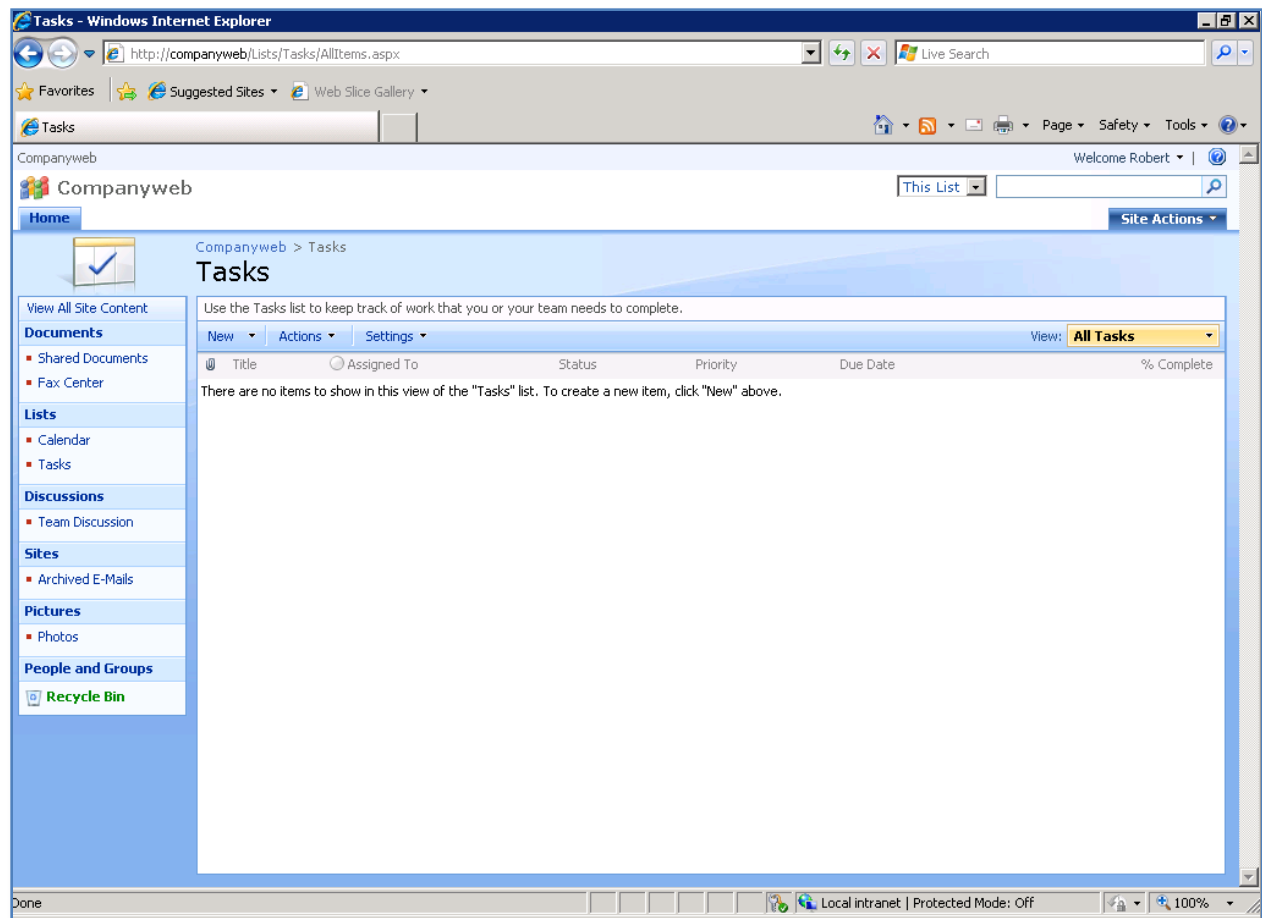 Tasks - Windows Internet Explorer
http://companyweb/Lists/Tasks/AllItems.aspx
Live Search
Favorites
Suggested Sites
Web Slice Gallery
Tasks
Page
Safety
Tools
Companyweb
Welcome Robert
Companyweb
This List
Home
Site Actions
Companyweb > Tasks
Tasks
View All Site Content
Documents
Shared Documents
Fax Center
Lists
Calendar
Tasks
Discussions
Team Discussion
Sites
Archived E-Mails
Pictures
Photos
People and Groups
Recycle Bin
Use the Tasks list to keep track of work that you or your team needs to complete.
New Actions Settings View: All Tasks
Title Assigned To Status Priority Due Date % Complete
There are no items to show in this view of the "Tasks" list. To create a new item, click "New" above.
Done
Local intranet | Protected Mode: Off
100%